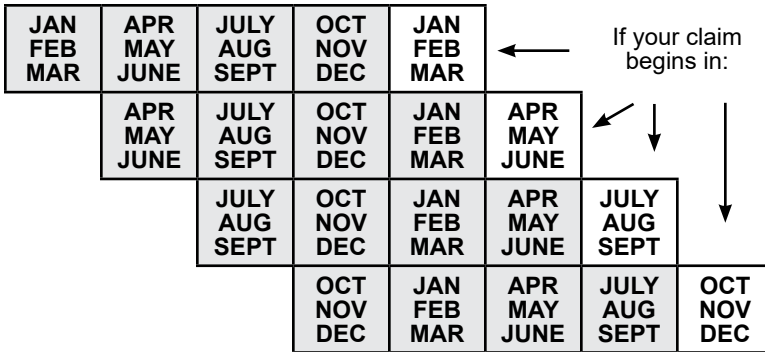 JAN APR JULY OCT JAN
FEB MAY AUG NOV FEB
MAR JUNE SEPT DEC MAR
If your claim
begins in:
APR JULY OCT JAN APR
MAY AUG NOV FEB MAY
JUNE SEPT DEC MAR JUNE
JULY OCT JAN APR JULY
AUG NOV FEB MAY AUG
SEPT DEC MAR JUNE SEPT
OCT JAN APR JULY OCT
NOV FEB MAY AUG NOV
DEC MAR JUNE SEPT DEC